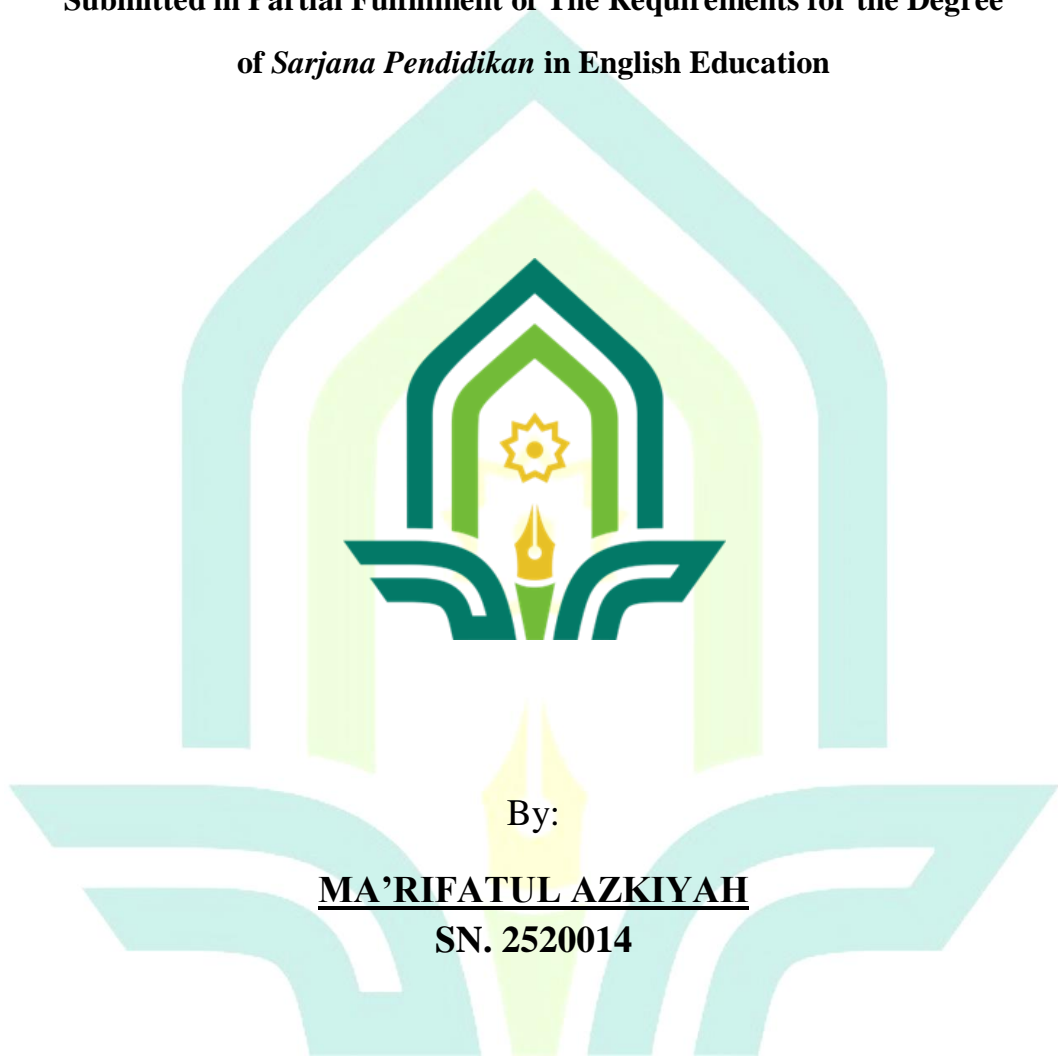 Submitted in Partial Fulfillment of The Requirements for the Degree
of Sarjana Pendidikan in English Education
By:
MA’RIFATUL AZKIYAH
SN. 2520014